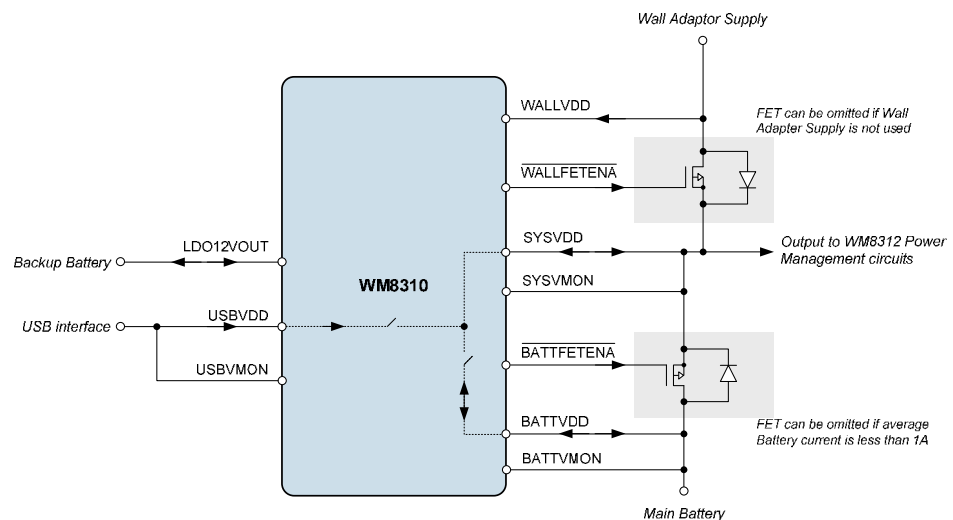 Wall Adaptor Supply
WALLVDD
FET can be omitted if Wall
Adapter Supply is not used
WALLFETENA
LDO12VOUT
SYSVDD
Output to WM8312 Power
Management circuits
Backup Battery
WM8310
SYSVMON
USBVDD
USB interface
BATTFETENA
USBVMON
BATTVDD
FET can be omitted if average
Battery current is less than 1A
BATTVMON
Main Battery